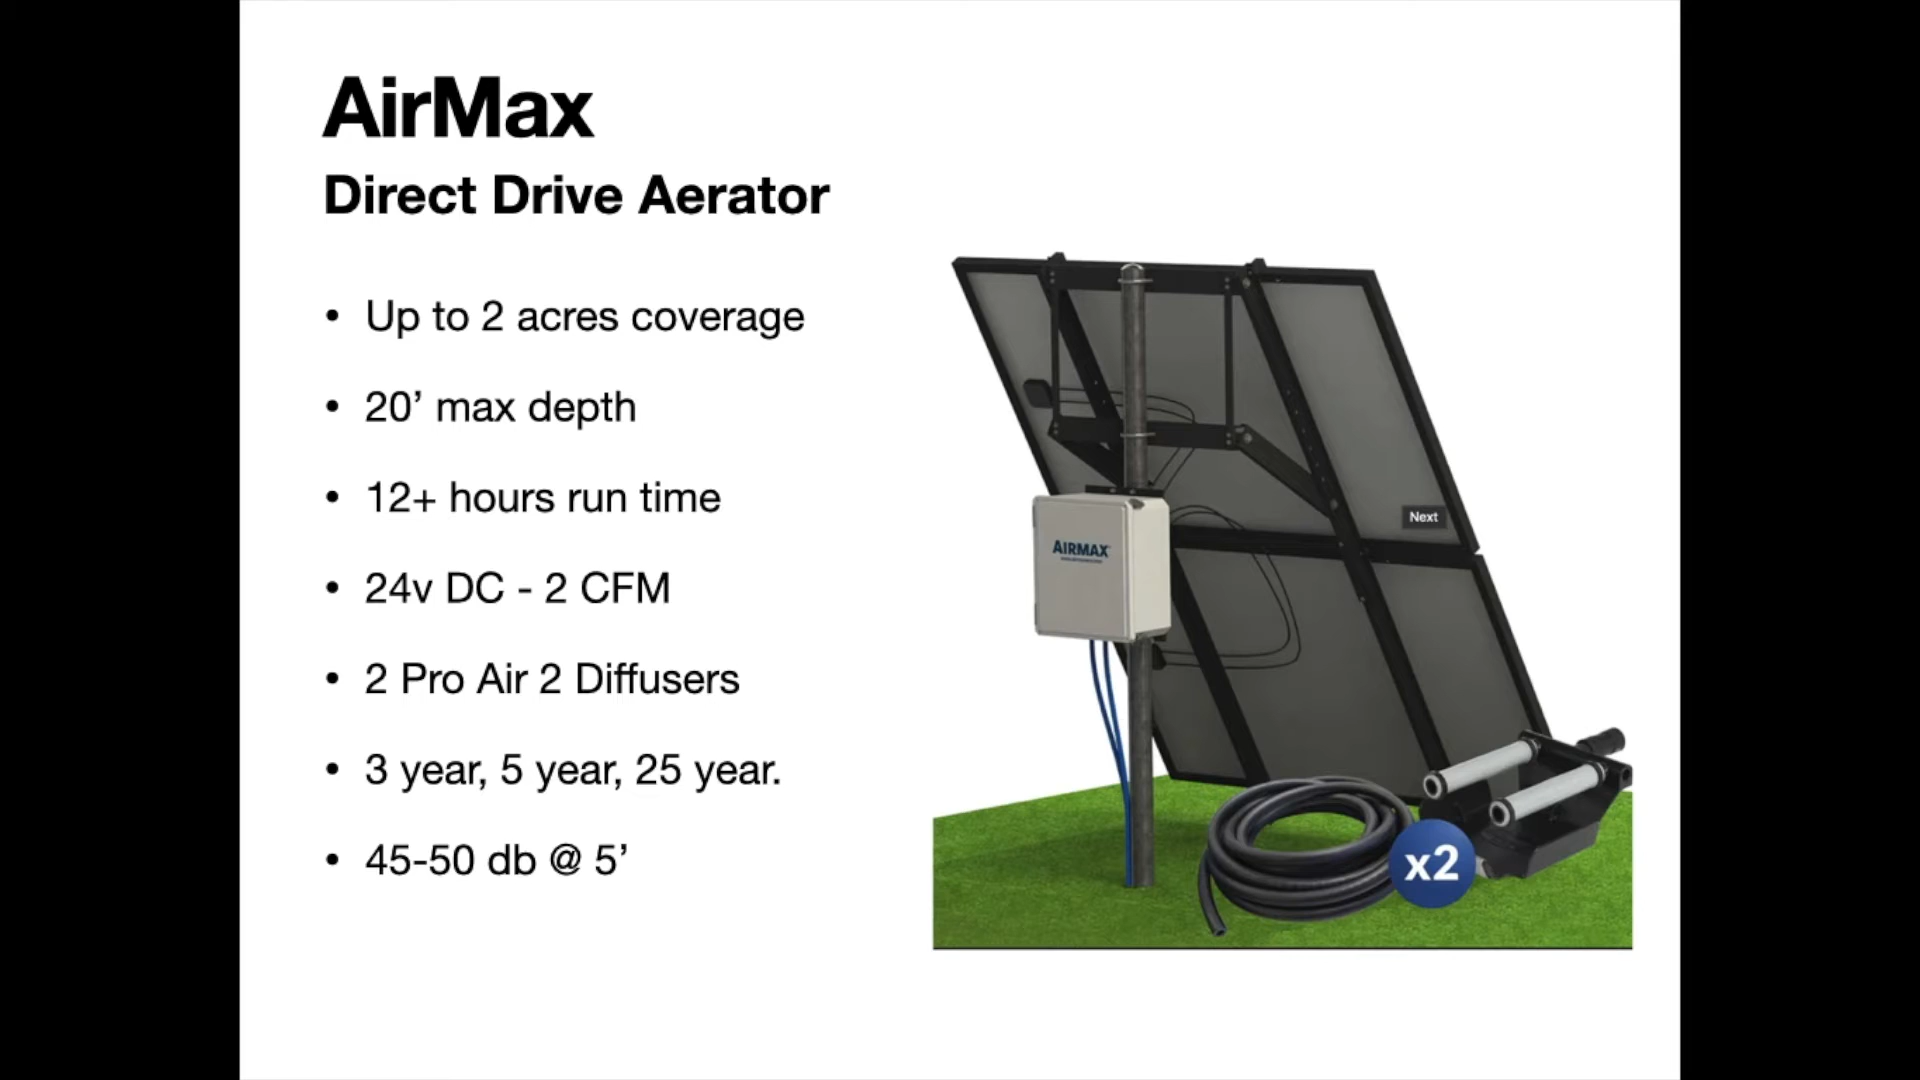 AirMax
Direct Drive Aerator
• Up to 2 acres coverage
• 20’ max depth
• 12+ hours run time
• 24v DC - 2 CFM
• 2 Pro Air 2 Diffusers
• 3 year, 5 year, 25 year.
• 45-50 db @ 5’
Next
AIRMAX
x2